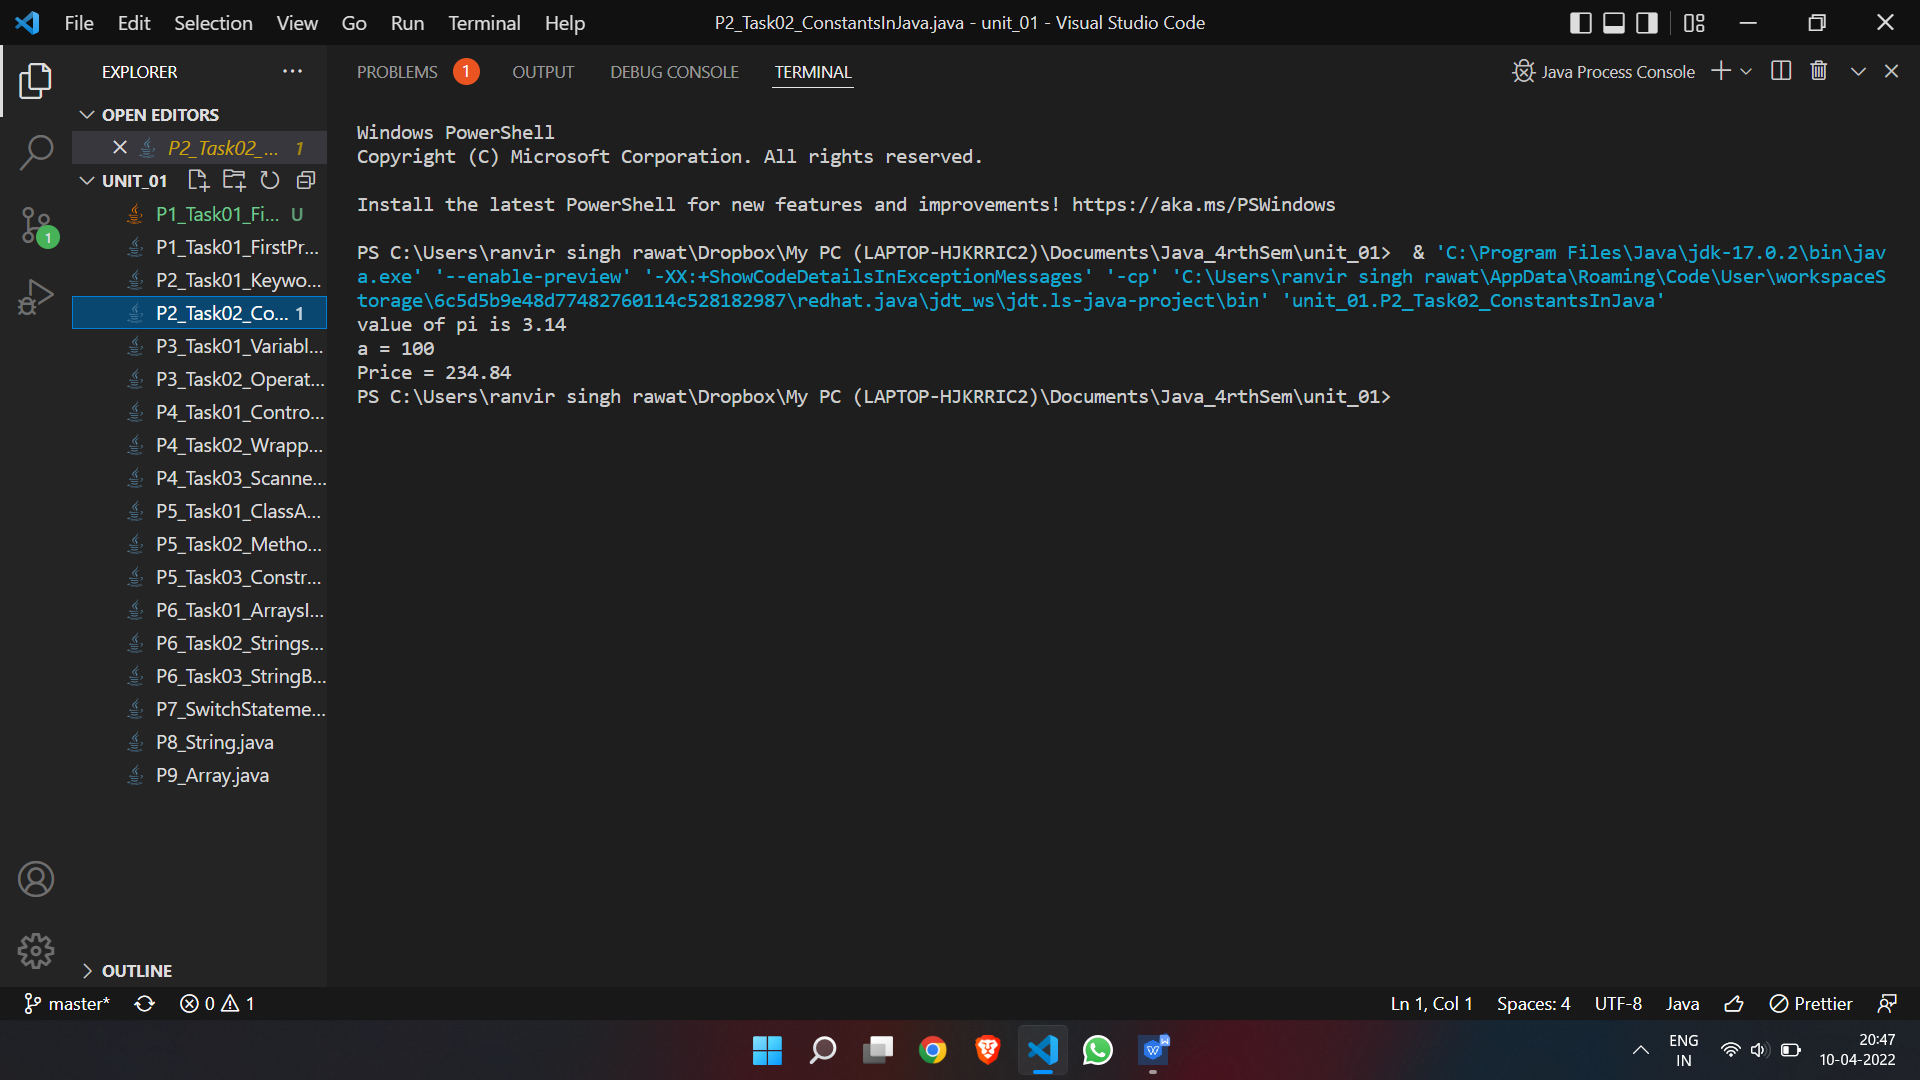 File Edit Selection View Go Run Terminal Help
P2_Task02_ConstantsInJava.java - unit_01 - Visual Studio Code
EXPLORER
OPEN EDITORS
P2_Task02_... 1
UNIT_01
P1_Task01_Fi... U
P1_Task01_FirstPr...
P2_Task01_Keywo...
P2_Task02_Co... 1
P3_Task01_Variabl...
P3_Task02_Operat...
P4_Task01_Contro...
P4_Task02_Wrapp...
P4_Task03_Scanne...
P5_Task01_ClassA...
P5_Task02_Metho...
P5_Task03_Constr...
P6_Task01_ArraysI...
P6_Task02_Strings...
P6_Task03_StringB...
P7_SwitchStateme...
P8_String.java
P9_Array.java
OUTLINE
1
PROBLEMS 1 OUTPUT DEBUG CONSOLE TERMINAL
Java Process Console
Windows PowerShell
Copyright (C) Microsoft Corporation. All rights reserved.
Install the latest PowerShell for new features and improvements! https://aka.ms/PSWindows
PS C:\Users\ranvir singh rawat\Dropbox\My PC (LAPTOP-HJKRRIC2)\Documents\Java_4rthSem\unit_01>  & 'C:\Program Files\Java\jdk-17.0.2\bin\jav
a.exe' '--enable-preview' '-XX:+ShowCodeDetailsInExceptionMessages' '-cp' 'C:\Users\ranvir singh rawat\AppData\Roaming\Code\User\workspaceS
torage\6c5d5b9e48d77482760114c528182987\redhat.java\jdt_ws\jdt.ls-java-project\bin' 'unit_01.P2_Task02_ConstantsInJava'
value of pi is 3.14
a = 100
Price = 234.84
PS C:\Users\ranvir singh rawat\Dropbox\My PC (LAPTOP-HJKRRIC2)\Documents\Java_4rthSem\unit_01>
master* 0 1
Ln 1, Col 1 Spaces: 4 UTF-8 Java Prettier
ENG
IN
20:47
10-04-2022